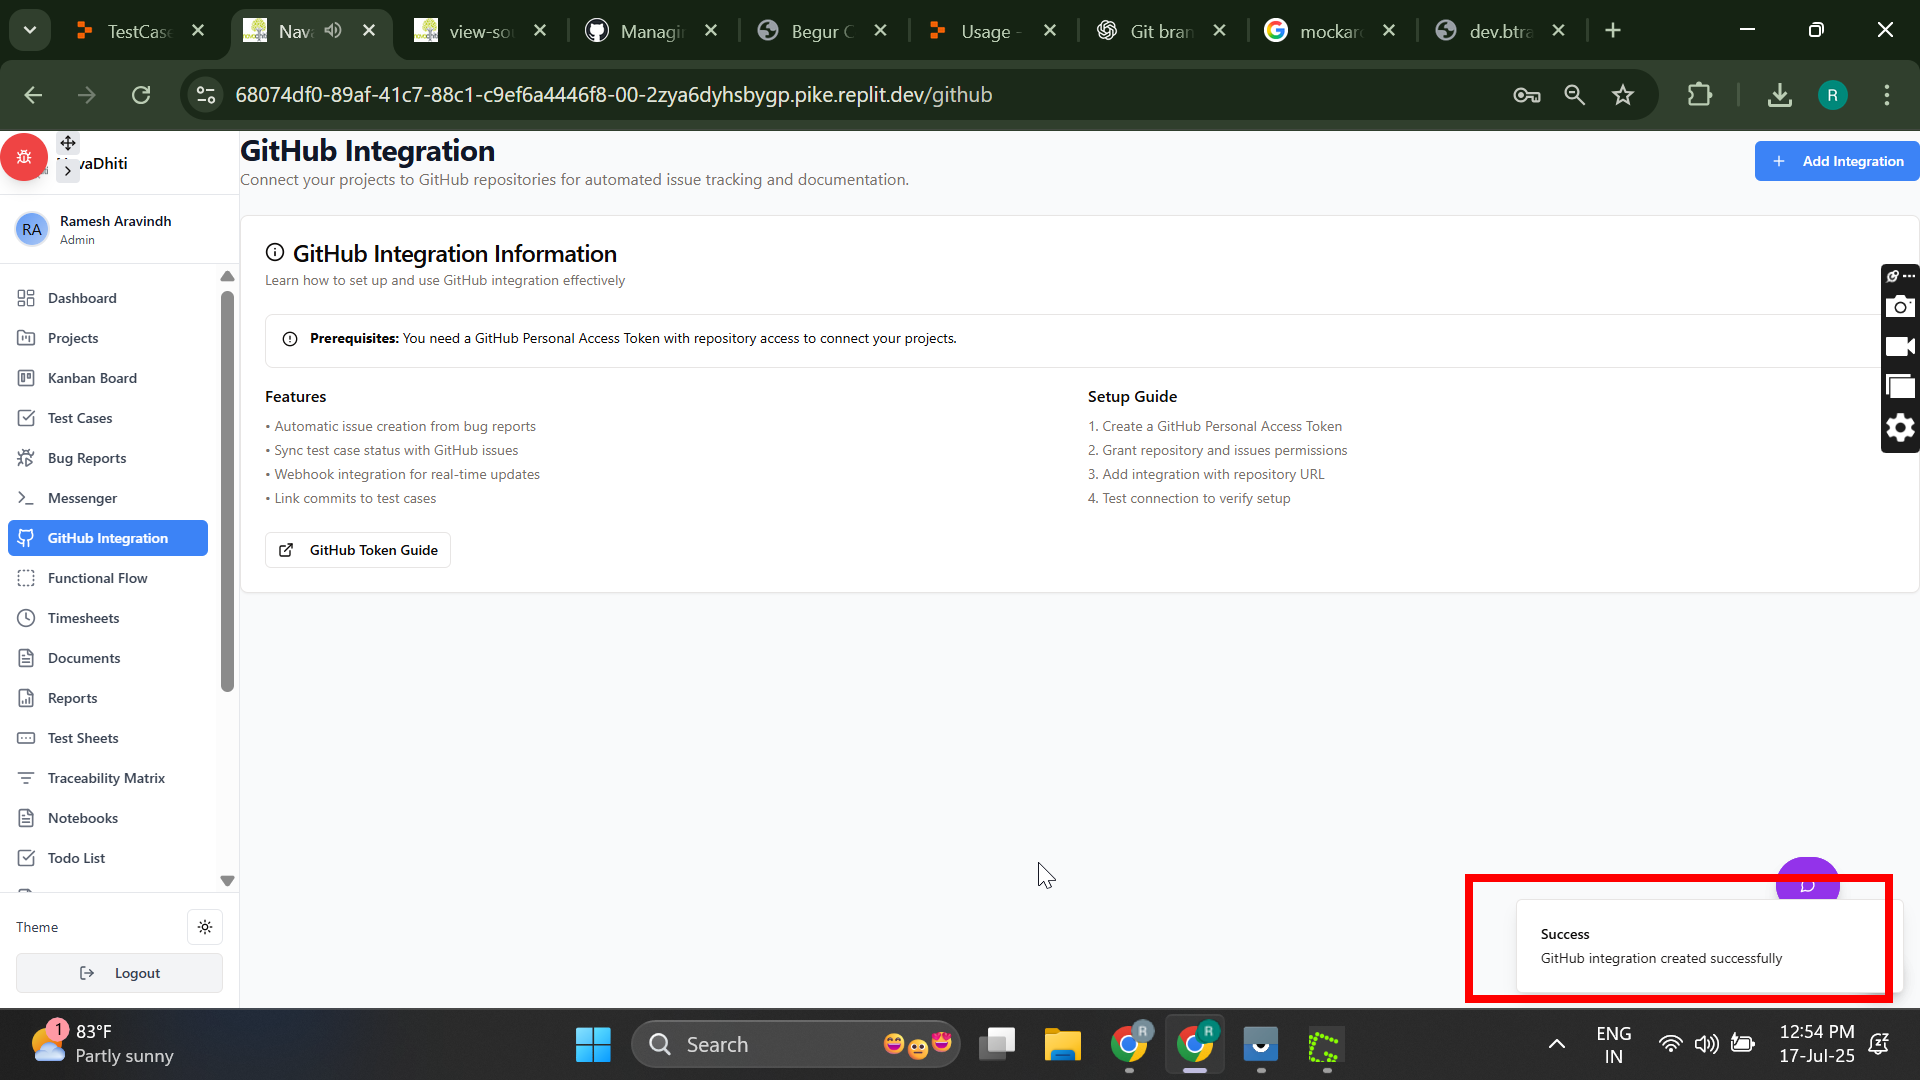 TestCase
Nava
view-sou
Managin
Begur C
Usage -
Git bran
mockaro
dev.btra
68074df0-89af-41c7-88c1-c9ef6a4446f8-00-2zya6dyhsbygp.pike.replit.dev/github
R
vaDhiti
RA
Ramesh Aravindh
Admin
Dashboard
Projects
Kanban Board
Test Cases
Bug Reports
Messenger
GitHub Integration
Functional Flow
Timesheets
Documents
Reports
Test Sheets
Traceability Matrix
Notebooks
Todo List
Theme
Logout
GitHub Integration
Connect your projects to GitHub repositories for automated issue tracking and documentation.
Add Integration
GitHub Integration Information
Learn how to set up and use GitHub integration effectively
Prerequisites: You need a GitHub Personal Access Token with repository access to connect your projects.
Features
• Automatic issue creation from bug reports
• Sync test case status with GitHub issues
• Webhook integration for real-time updates
• Link commits to test cases
Setup Guide
1. Create a GitHub Personal Access Token
2. Grant repository and issues permissions
3. Add integration with repository URL
4. Test connection to verify setup
GitHub Token Guide
Success
GitHub integration created successfully
1
83°F
Partly sunny
Search
R
R
ENG
IN
12:54 PM
17-Jul-25